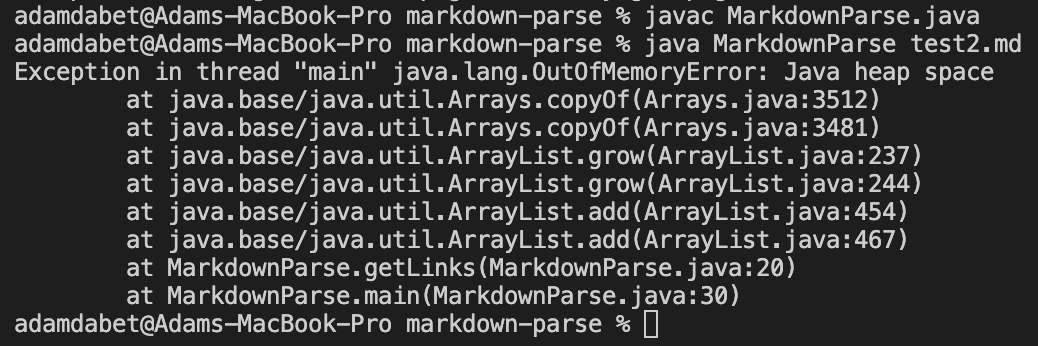 adamdabet@Adams-MacBook-Pro markdown-parse % javac MarkdownParse.java
adamdabet@Adams-MacBook-Pro markdown-parse % java MarkdownParse test2.md
Exception in thread "main" java.lang.OutOfMemoryError: Java heap space
        at java.base/java.util.Arrays.copyOf(Arrays.java:3512)
        at java.base/java.util.Arrays.copyOf(Arrays.java:3481)
        at java.base/java.util.ArrayList.grow(ArrayList.java:237)
        at java.base/java.util.ArrayList.grow(ArrayList.java:244)
        at java.base/java.util.ArrayList.add(ArrayList.java:454)
        at java.base/java.util.ArrayList.add(ArrayList.java:467)
        at MarkdownParse.getLinks(MarkdownParse.java:20)
        at MarkdownParse.main(MarkdownParse.java:30)
adamdabet@Adams-MacBook-Pro markdown-parse %